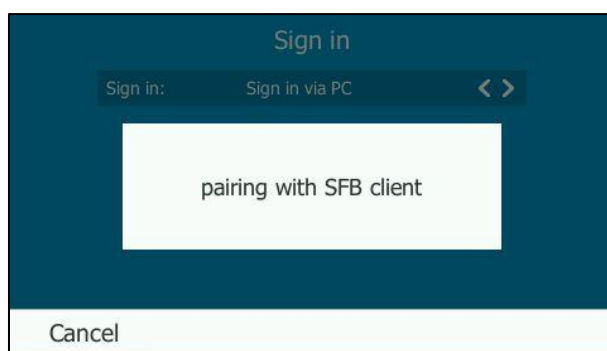 Sign in
Sign in: Sign in via PC < >
pairing with SFB client
Cancel